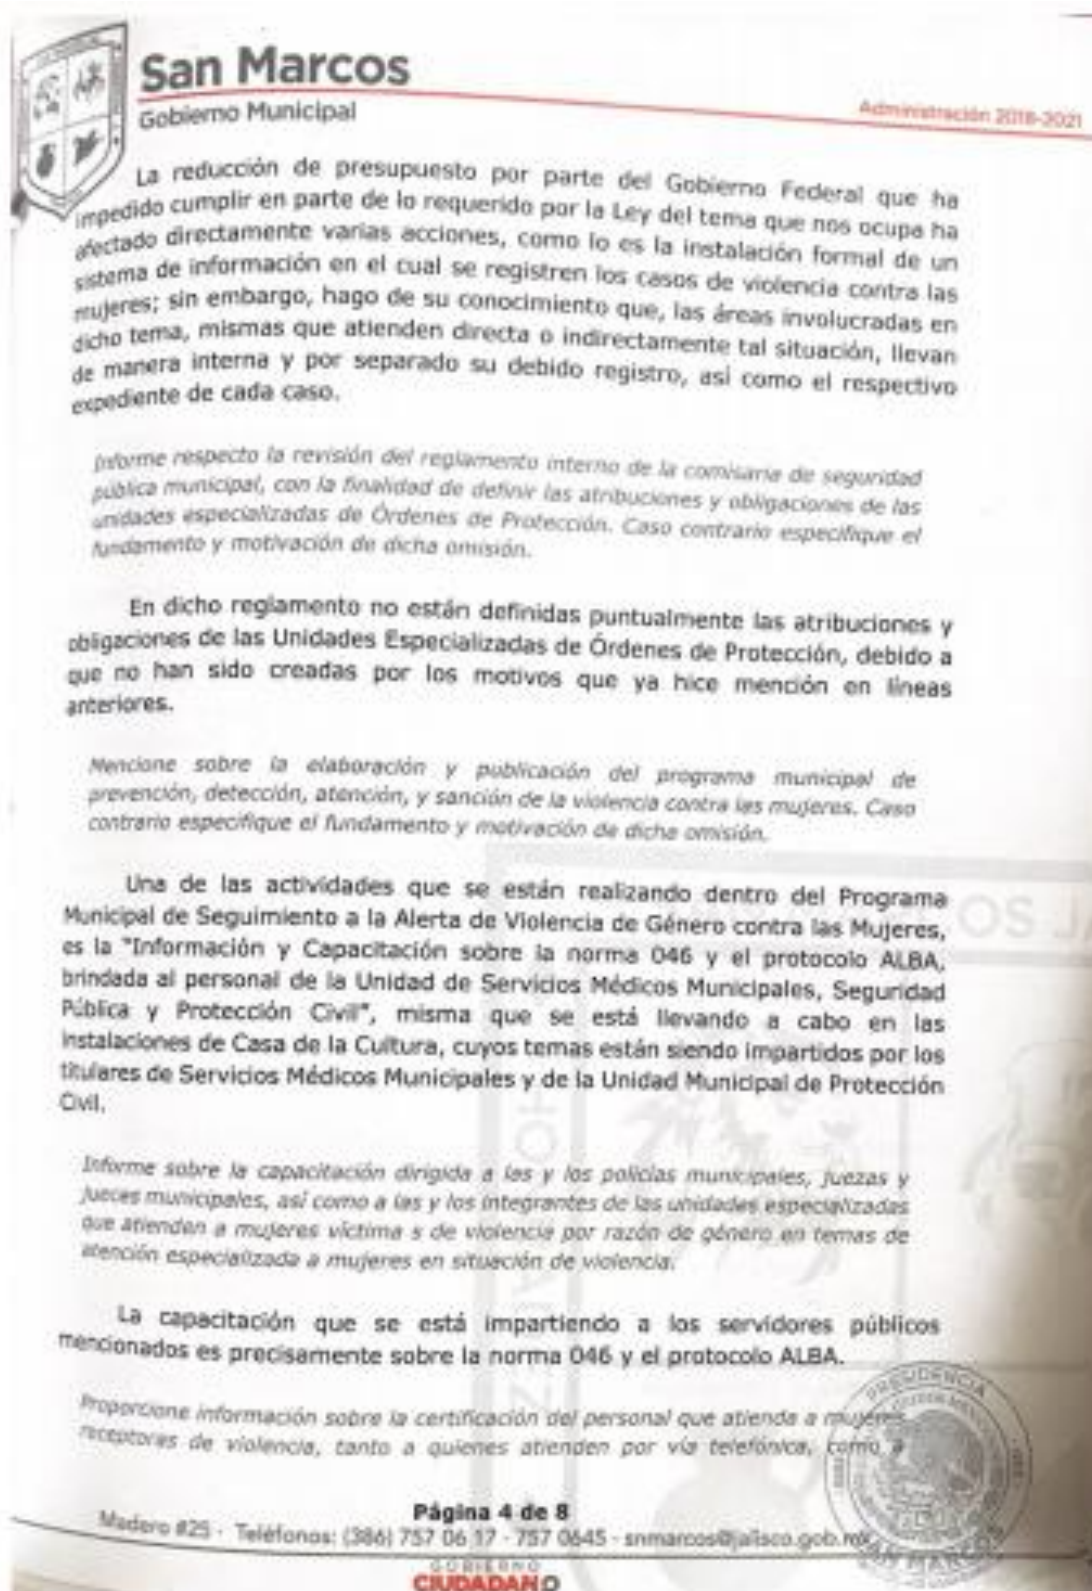 San Marcos
Gobierno Municipal
Administración 2018-2021
La reducción de presupuesto por parte del Gobierno Federal que ha
impedido cumplir en parte de lo requerido por la Ley del tema que nos ocupa ha
afectado directamente varias acciones, como lo es la instalación formal de un
sistema de información en el cual se registren los casos de violencia contra las
mujeres; sin embargo, hago de su conocimiento que, las áreas involucradas en
dicho tema, mismas que atienden directa o indirectamente tal situación, llevan
de manera interna y por separado su debido registro, así como el respectivo
expediente de cada caso.
Informe respecto la revisión del reglamento interno de la comisaria de seguridad
pública municipal, con la finalidad de definir las atribuciones y obligaciones de las
unidades especializadas de Órdenes de Protección. Caso contrario especifique el
fundamento y motivación de dicha omisión.
En dicho reglamento no están definidas puntualmente las atribuciones y
obligaciones de las Unidades Especializadas de Órdenes de Protección, debido a
que no han sido creadas por los motivos que ya hice mención en líneas
anteriores.
Mencione sobre la elaboración y publicación del programa municipal de
prevención, detección, atención, y sanción de la violencia contra las mujeres. Caso
contrario especifique el fundamento y motivación de dicha omisión.
Una de las actividades que se están realizando dentro del Programa
Municipal de Seguimiento a la Alerta de Violencia de Género contra las Mujeres,
es la "Información y Capacitación sobre la norma 046 y el protocolo ALBA,
brindada al personal de la Unidad de Servicios Médicos Municipales, Seguridad
Pública y Protección Civil", misma que se está llevando a cabo en las
instalaciones de Casa de la Cultura, cuyos temas están siendo impartidos por los
titulares de Servicios Médicos Municipales y de la Unidad Municipal de Protección
Civil.
Informe sobre la capacitación dirigida a las y los policías municipales, juezas y
jueces municipales, así como a las y los integrantes de las unidades especializadas
que atienden a mujeres víctima s de violencia por razón de género en temas de
atención especializada a mujeres en situación de violencia.
La capacitación que se está impartiendo a los servidores públicos
mencionados es precisamente sobre la norma 046 y el protocolo ALBA.
Proporcione información sobre la certificación del personal que atienda a mujeres
receptoras de violencia, tanto a quienes atienden por vía telefónica, como a
PRESIDENCIA
SAN MARCOS
Página 4 de 8
Madero #25 - Teléfonos: (386) 757 06 17 - 757 0645 - snmarcos@jalisco.gob.mx
GOBIERNO
CIUDADANO